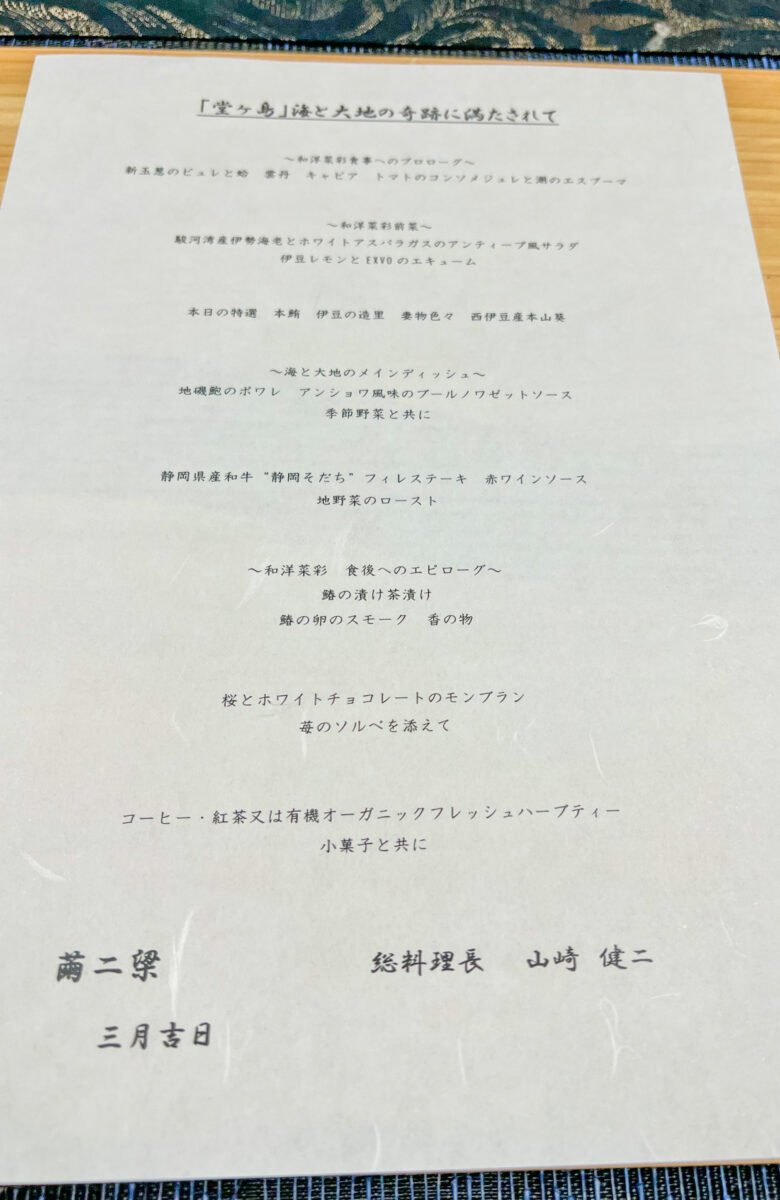 「堂ヶ島」海と大地の奇跡に満たされて
～和洋菜彩食事へのプロローグ～
新玉葱のピュレと蛤　雲丹　キャビア　トマトのコンソメジュレと潮のエスプーマ
～和洋菜彩前菜～
駿河湾産伊勢海老とホワイトアスパラガスのアンティーブ風サラダ
伊豆レモンとEXVOのエキューム
本日の特選　本鮪　伊豆の造里　妻物色々　西伊豆産本山葵
～海と大地のメインディッシュ～
地磯鮑のポワレ　アンショワ風味のブールノワゼットソース
季節野菜と共に
静岡県産和牛“静岡そだち”フィレステーキ　赤ワインソース
地野菜のロースト
～和洋菜彩　食後へのエピローグ～
鰆の漬け茶漬け
鰆の卵のスモーク　香の物
桜とホワイトチョコレートのモンブラン
苺のソルベを添えて
コーヒー・紅茶又は有機オーガニックフレッシュハーブティー
小菓子と共に
繭二梁　総料理長　山崎 健二
三月吉日